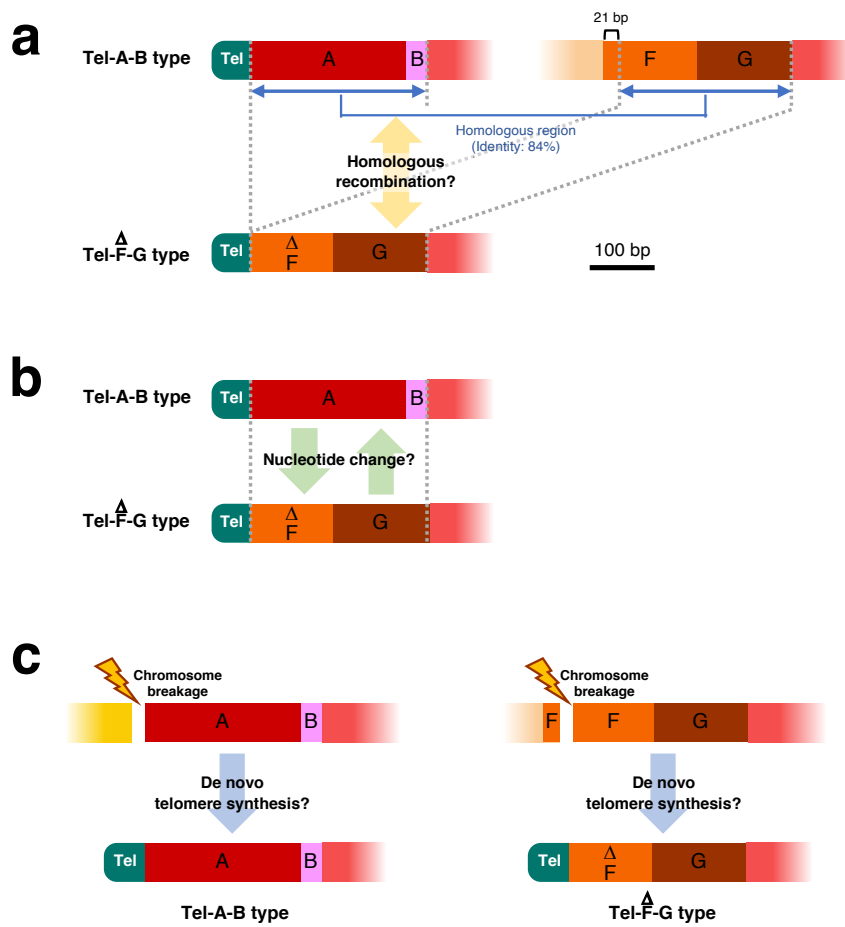 a
21 bp
Tel-A-B type
Tel
A
B
F
G
Homologous region
(Identity: 84%)
Homologous
recombination?
Δ
Tel-F-G type
Tel
Δ
F
G
100 bp
b
Tel-A-B type
Tel
A
B
Nucleotide change?
Δ
Tel-F-G type
Tel
Δ
F
G
c
Chromosome
breakage
A
B
De novo
telomere synthesis?
Tel
A
B
Tel-A-B type
Chromosome
breakage
F
F
G
De novo
telomere synthesis?
Tel
Δ
F
G
Δ
Tel-F-G type